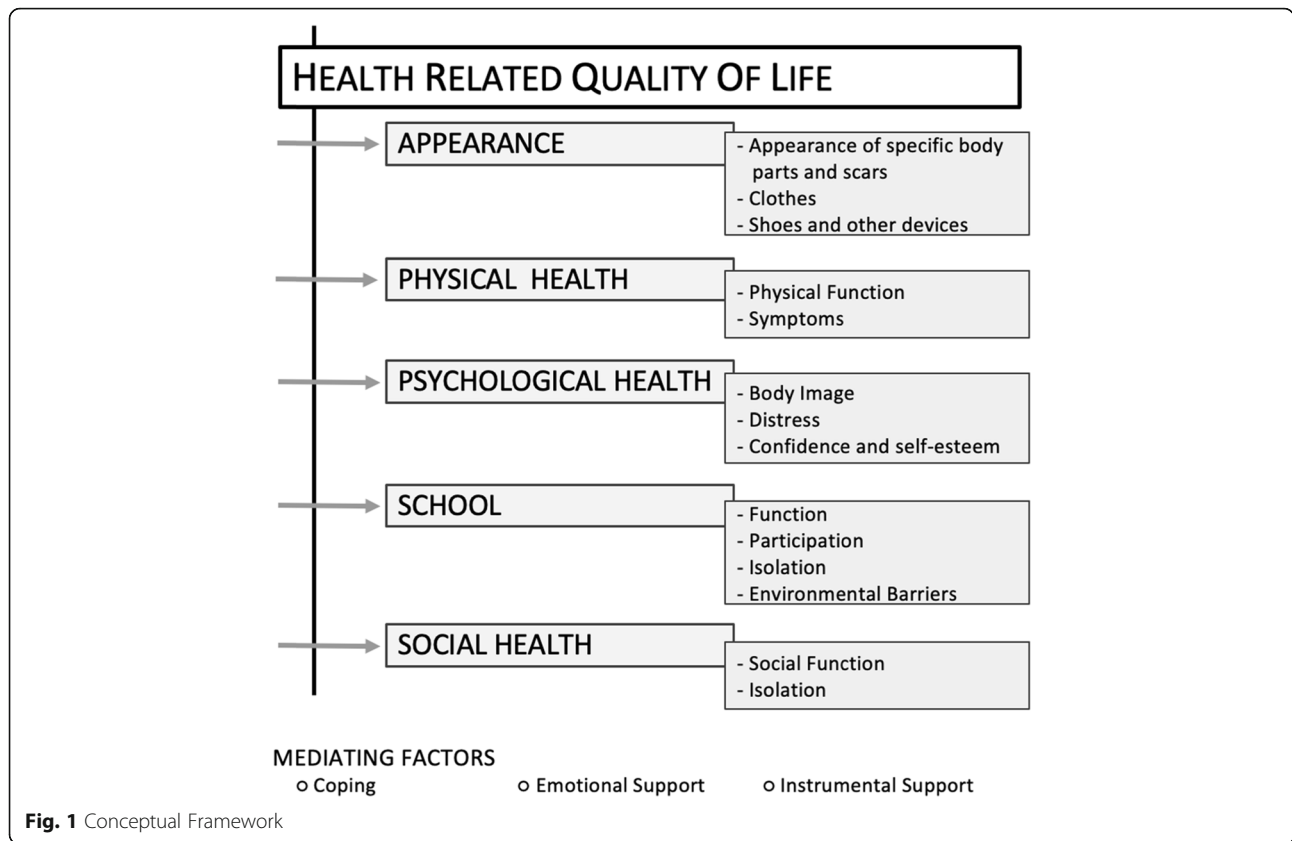 HEALTH RELATED QUALITY OF LIFE
APPEARANCE
- Appearance of specific body
parts and scars
- Clothes
- Shoes and other devices
PHYSICAL HEALTH
- Physical Function
- Symptoms
PSYCHOLOGICAL HEALTH
- Body Image
- Distress
- Confidence and self-esteem
SCHOOL
- Function
- Participation
- Isolation
- Environmental Barriers
SOCIAL HEALTH
- Social Function
- Isolation
MEDIATING FACTORS
o Coping o Emotional Support o Instrumental Support
Fig. 1 Conceptual Framework